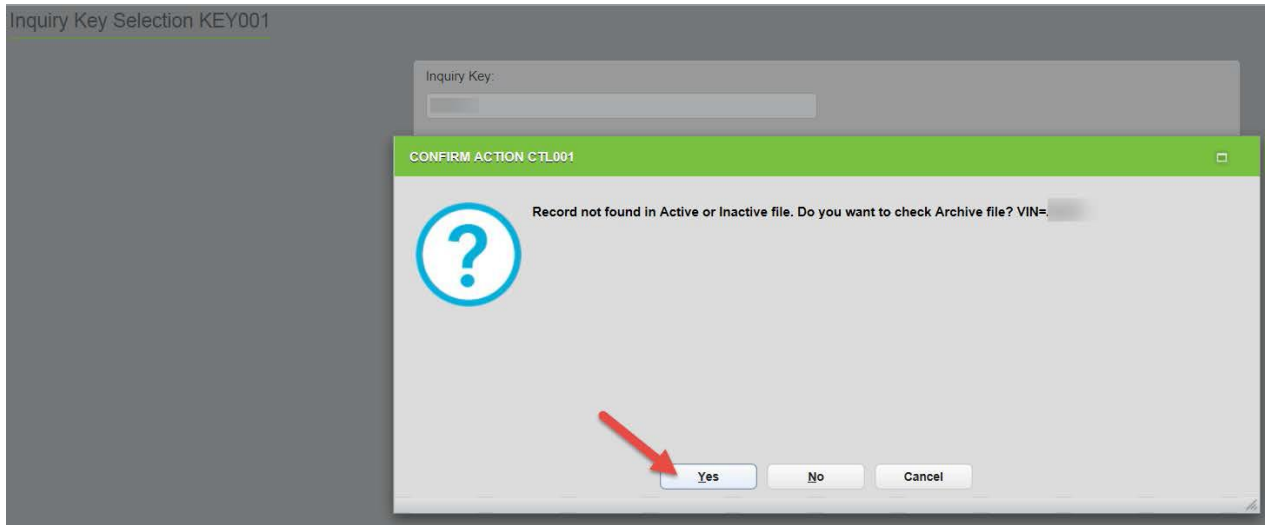 Inquiry Key Selection KEY001
Inquiry Key:
CONFIRM ACTION CTL001
Record not found in Active or Inactive file. Do you want to check Archive file? VIN=
Yes
No
Cancel